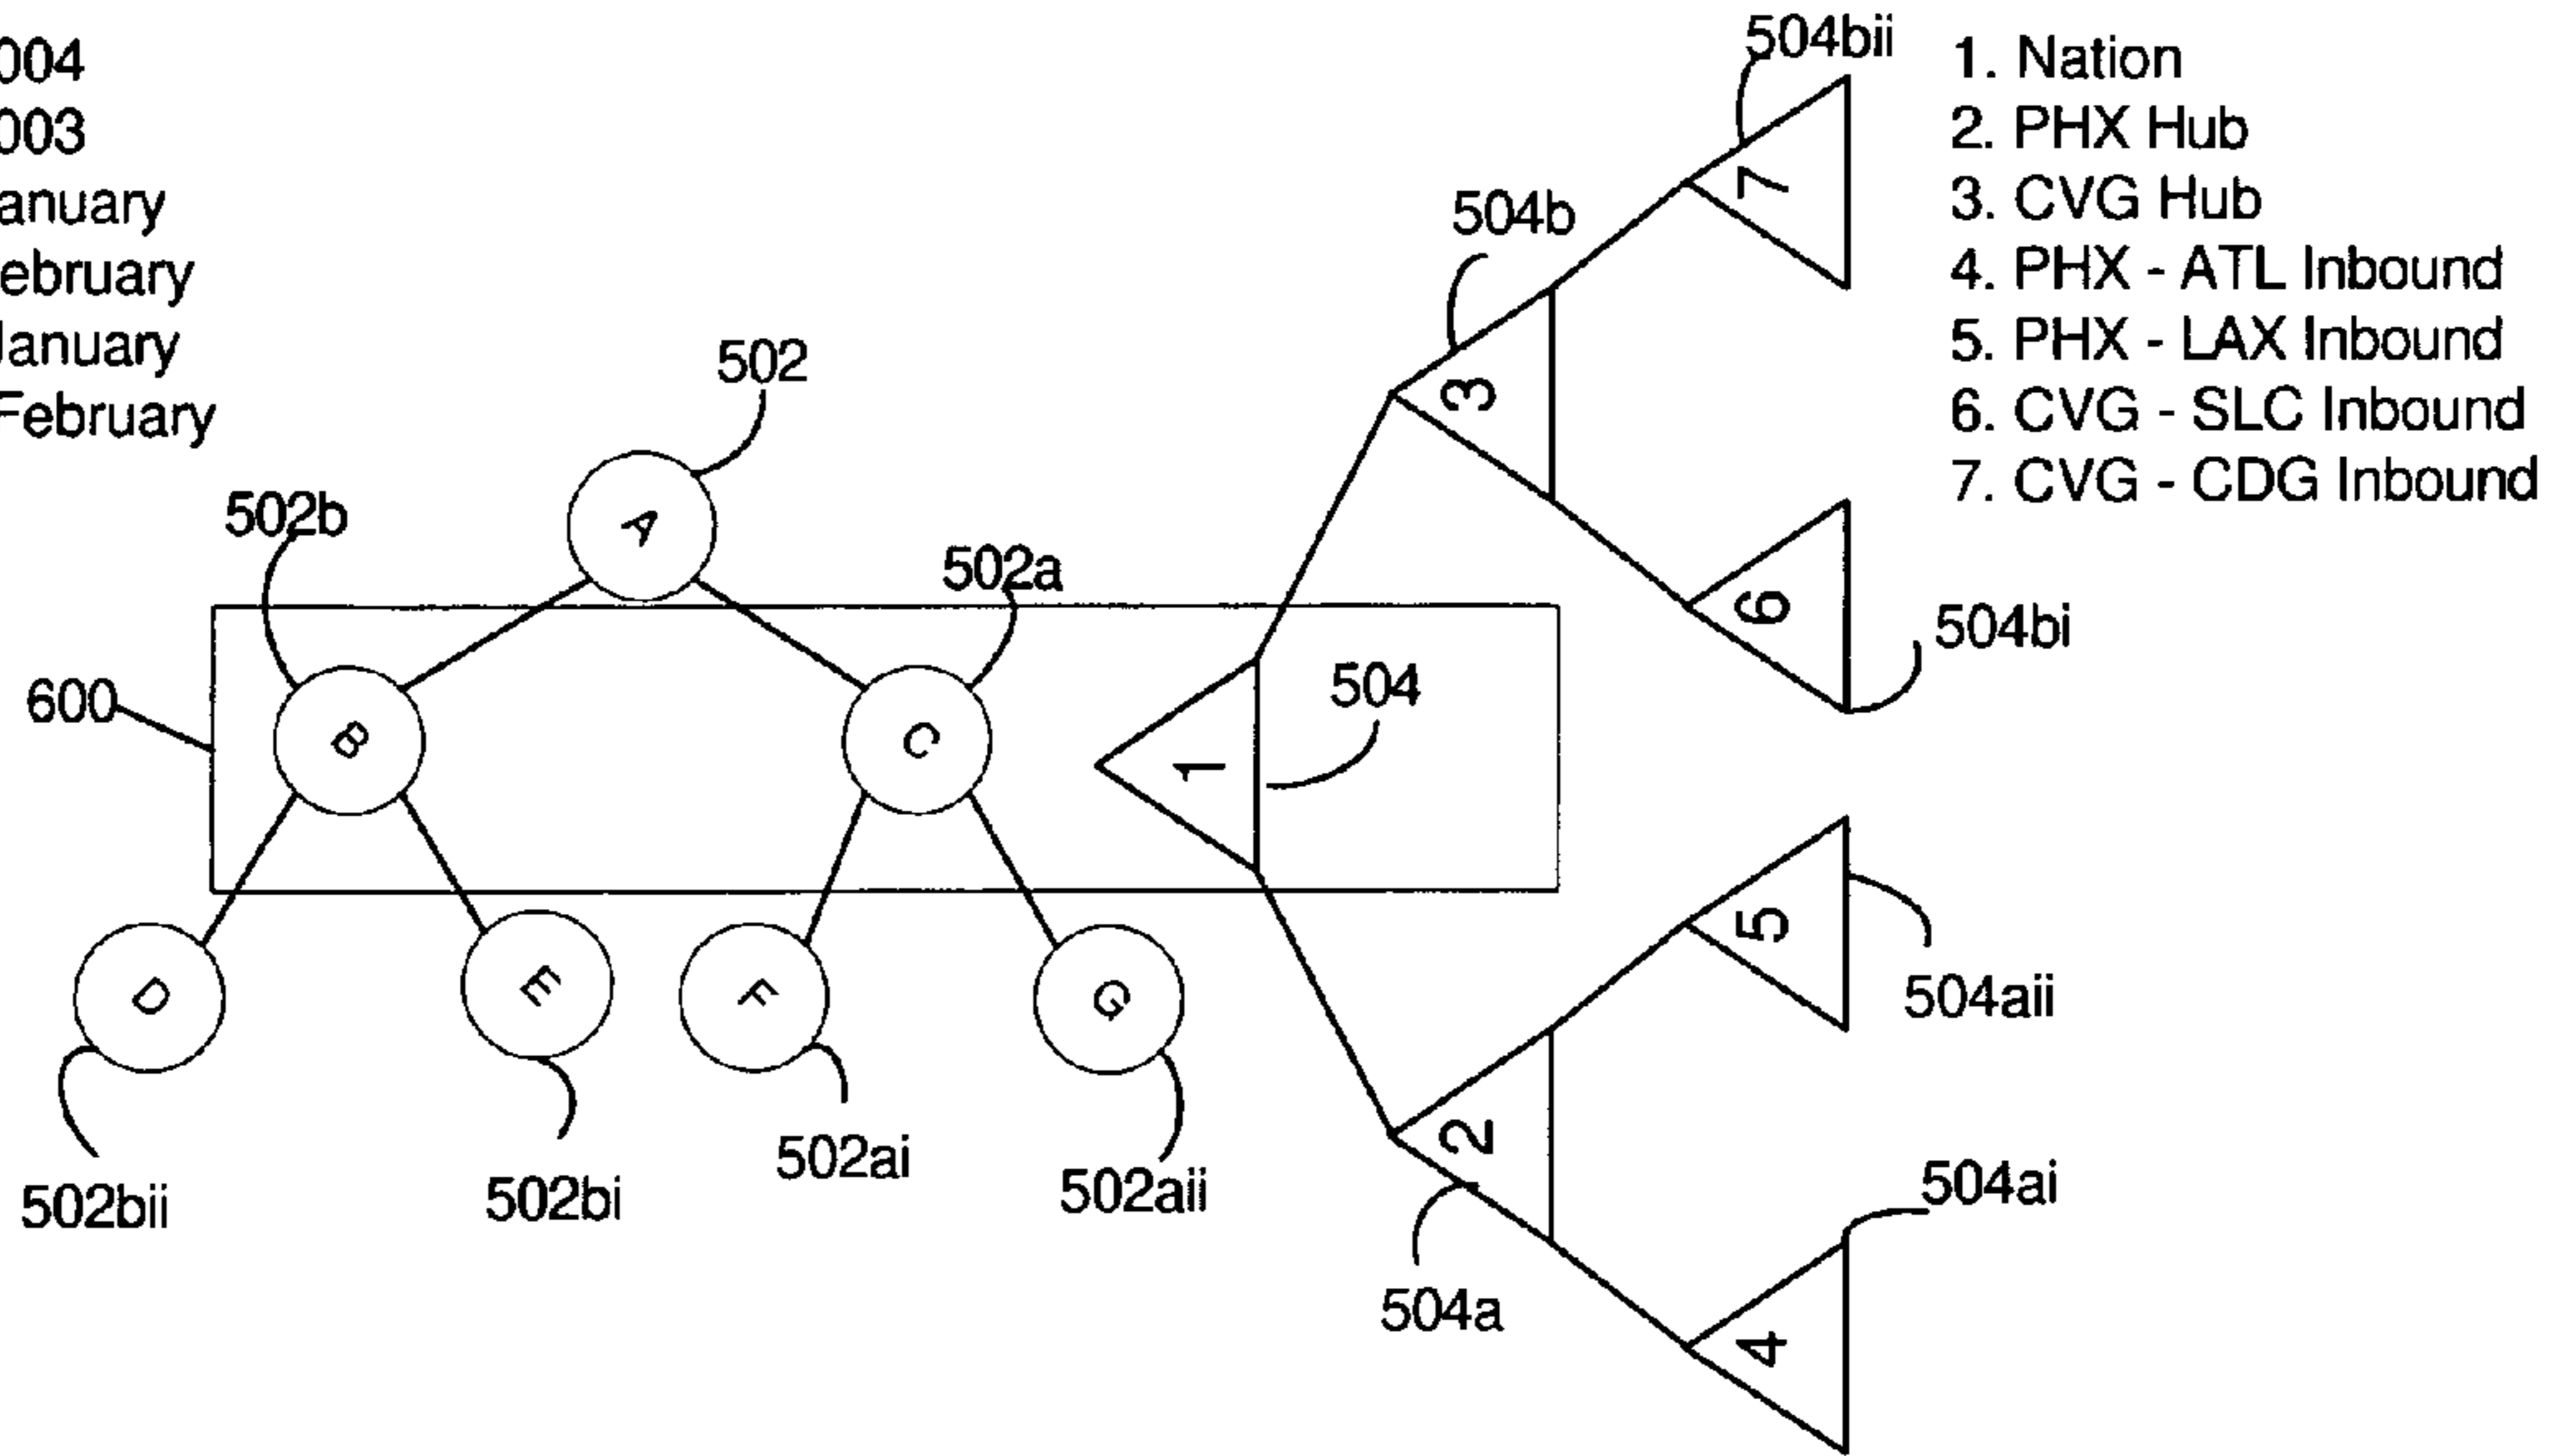 004
003
anuary
ebruary
January
February
1. Nation
2. PHX Hub
3. CVG Hub
4. PHX - ATL Inbound
5. PHX - LAX Inbound
6. CVG - SLC Inbound
7. CVG - CDG Inbound
504bii
7
504b
3
502
A
502b
502a
6
504bi
600
B
C
1
504
5
504aii
D
E
F
G
2
502bii
502bi
502ai
502aii
504a
504ai
4